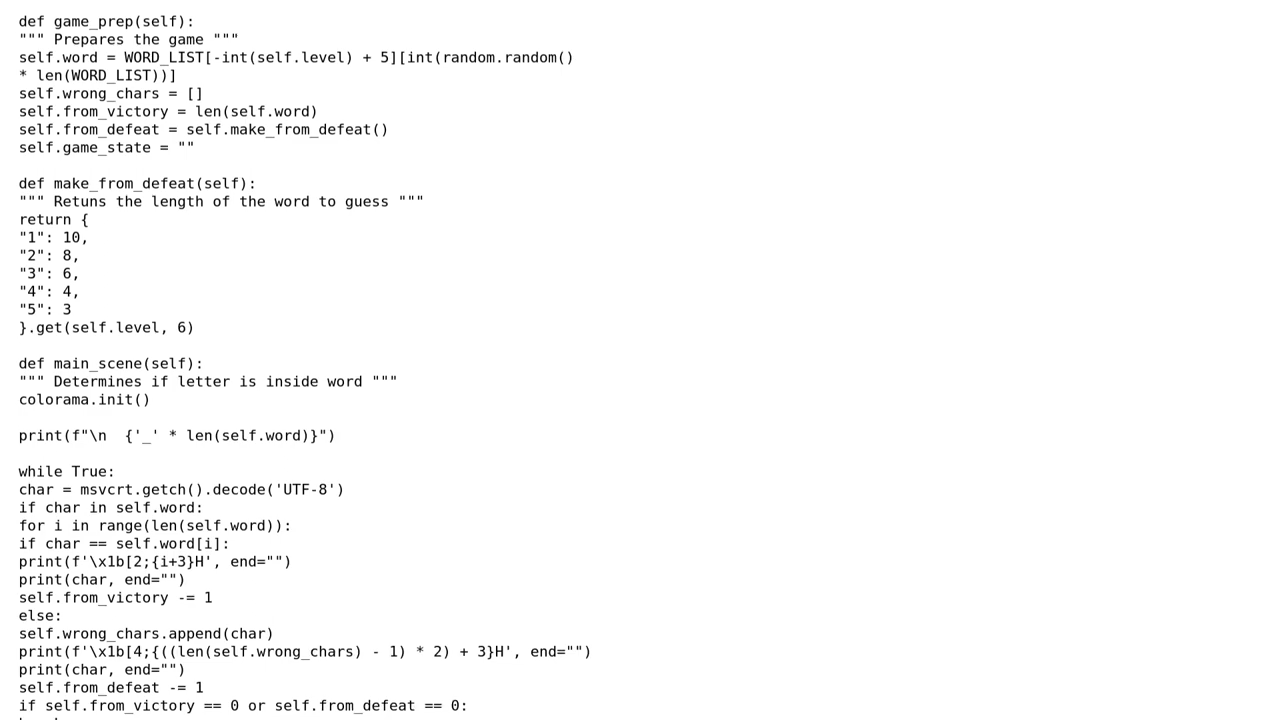 def game_prep(self):
""" Prepares the game """
self.word = WORD_LIST[-int(self.level) + 5][int(random.random()
* len(WORD_LIST))]
self.wrong_chars = []
self.from_victory = len(self.word)
self.from_defeat = self.make_from_defeat()
self.game_state = ""

def make_from_defeat(self):
""" Retuns the length of the word to guess """
return {
"1": 10,
"2": 8,
"3": 6,
"4": 4,
"5": 3
}.get(self.level, 6)

def main_scene(self):
""" Determines if letter is inside word """
colorama.init()

print(f"\n  {'_' * len(self.word)}")

while True:
char = msvcrt.getch().decode('UTF-8')
if char in self.word:
for i in range(len(self.word)):
if char == self.word[i]:
print(f'\x1b[2;{i+3}H', end="")
print(char, end="")
self.from_victory -= 1
else:
self.wrong_chars.append(char)
print(f'\x1b[4;{((len(self.wrong_chars) - 1) * 2) + 3}H', end="")
print(char, end="")
self.from_defeat -= 1
if self.from_victory == 0 or self.from_defeat == 0: